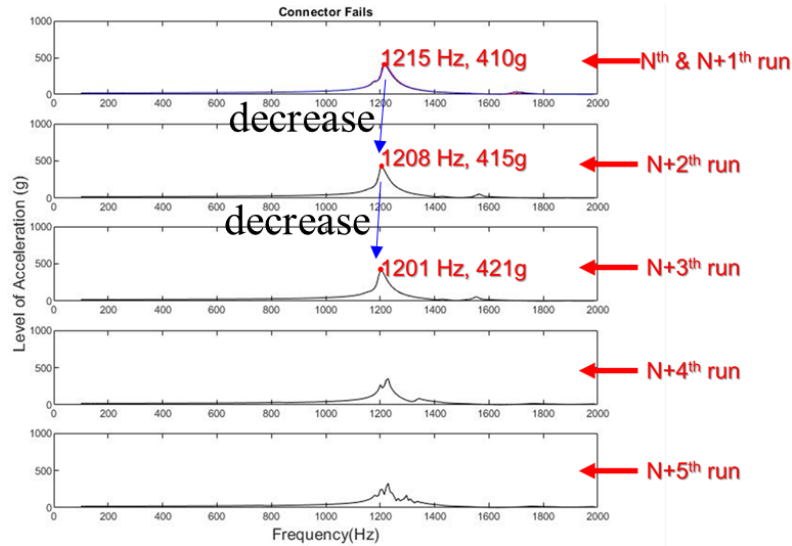 Connector Fails
1000
500
0
0 200 400 600 800 1000 1200 1400 1600 1800 2000
1215 Hz, 410g
Nth & N+1th run
decrease
1000
500
0
0 200 400 600 800 1000 1200 1400 1600 1800 2000
1208 Hz, 415g
N+2th run
decrease
1000
500
0
0 200 400 600 800 1000 1200 1400 1600 1800 2000
1201 Hz, 421g
N+3th run
1000
500
0
0 200 400 600 800 1000 1200 1400 1600 1800 2000
N+4th run
1000
500
0
0 200 400 600 800 1000 1200 1400 1600 1800 2000
N+5th run
Level of Acceleration (g)
Frequency(Hz)